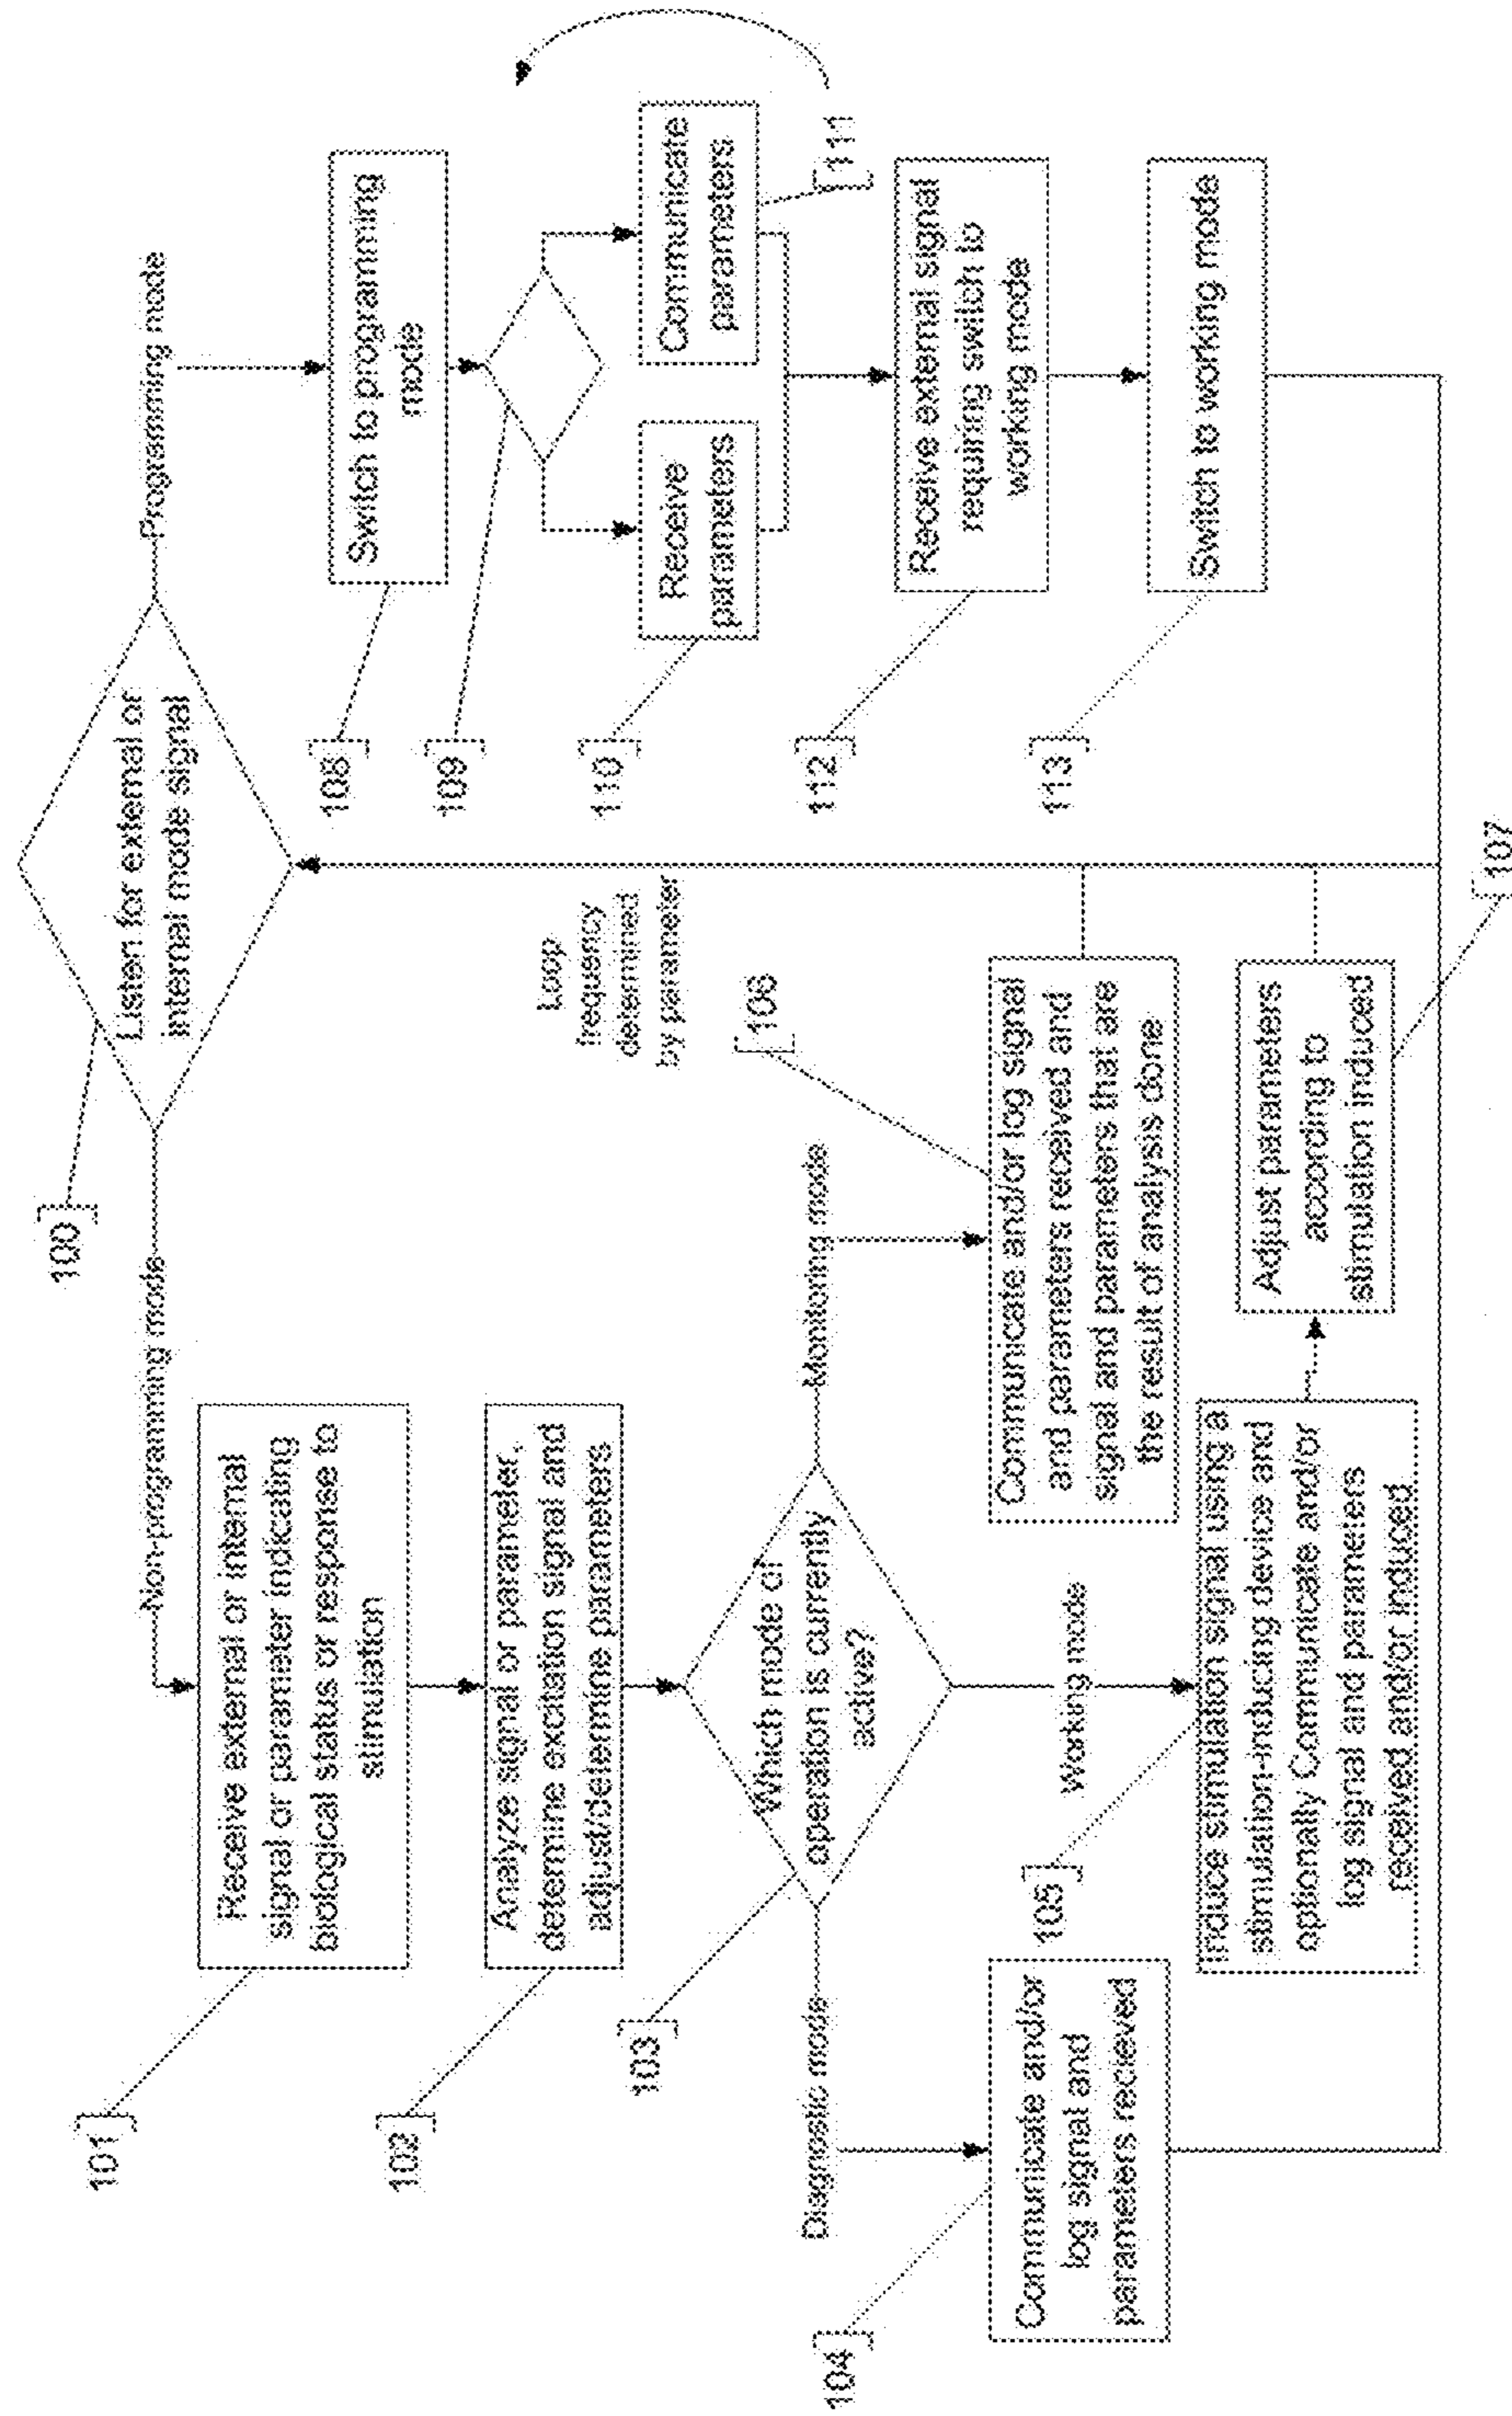 100
Listen for external or
internal mode signal
Non-programming mode
Programming mode
101
Receive external or internal
signal or parameter indicating
biological status or response to
stimulation
102
Analyze signal or parameter,
determine excitation signal and
adjust/determine parameters
103
Which mode of
operation is currently
active?
Diagnostic mode
Monitoring mode
Working mode
104
Communicate and/or
log signal and
parameters recieved
105
Induce stimulation signal using a
stimulation-inducing device and
optionally Communicate and/or
log signal and parameters
received and/or induced
106
Communicate and/or log signal
and parameters received and
signal and parameters that are
the result of analysis done
Adjust parameters
according to
stimulation induced
107
Loop
frequency
determined
by parameter
108
Switch to programming
mode
109
110
Receive
parameters
Communicate
parameters
111
112
Receive external signal
requiring switch to
working mode
113
Switch to working mode